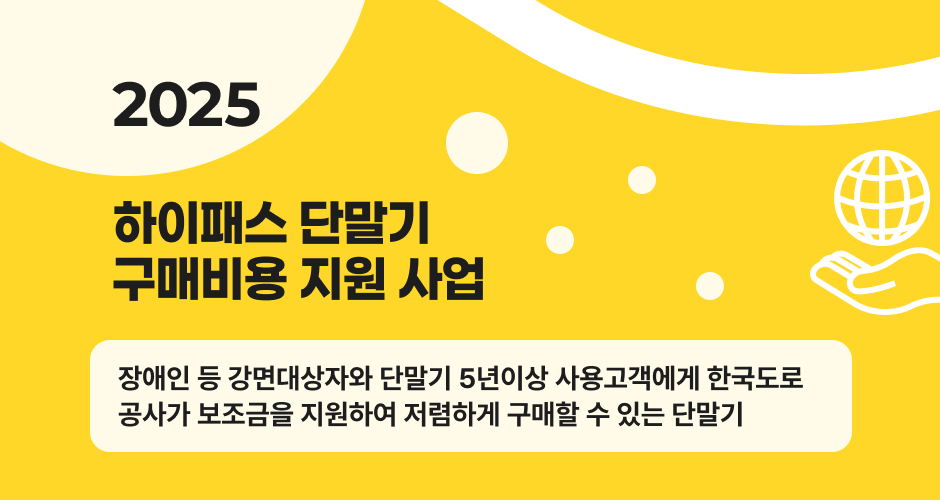 2025
하이패스 단말기
구매비용 지원 사업
장애인 등 강면대상자와 단말기 5년이상 사용고객에게 한국도로
공사가 보조금을 지원하여 저렴하게 구매할 수 있는 단말기